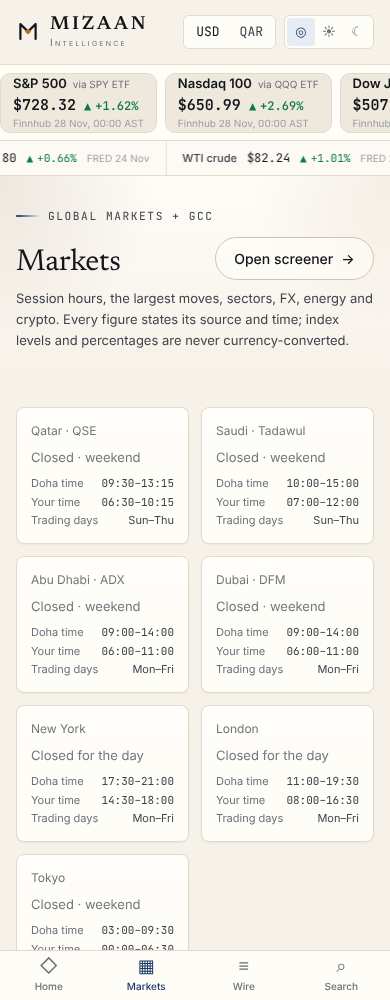 MIZAAN
INTELLIGENCE
USD QAR
S&P 500 via SPY ETF
$728.32 ▲ +1.62%
Finnhub 28 Nov, 00:00 AST
Nasdaq 100 via QQQ ETF
$650.99 ▲ +2.69%
Finnhub 28 Nov, 00:00 AST
Dow J
$507
Finnhub
80 ▲ +0.66% FRED 24 Nov
WTI crude $82.24 ▲ +1.01% FRED
GLOBAL MARKETS + GCC
Markets
Open screener →
Session hours, the largest moves, sectors, FX, energy and
crypto. Every figure states its source and time; index
levels and percentages are never currency-converted.
Qatar · QSE
Closed · weekend
Doha time 09:30–13:15
Your time 06:30–10:15
Trading days Sun–Thu
Saudi · Tadawul
Closed · weekend
Doha time 10:00–15:00
Your time 07:00–12:00
Trading days Sun–Thu
Abu Dhabi · ADX
Closed · weekend
Doha time 09:00–14:00
Your time 06:00–11:00
Trading days Mon–Fri
Dubai · DFM
Closed · weekend
Doha time 09:00–14:00
Your time 06:00–11:00
Trading days Mon–Fri
New York
Closed for the day
Doha time 17:30–21:00
Your time 14:30–18:00
Trading days Mon–Fri
London
Closed for the day
Doha time 11:00–19:30
Your time 08:00–16:30
Trading days Mon–Fri
Tokyo
Closed · weekend
Doha time 03:00–09:30
Your time 00:00–06:30
Home
Markets
Wire
Search